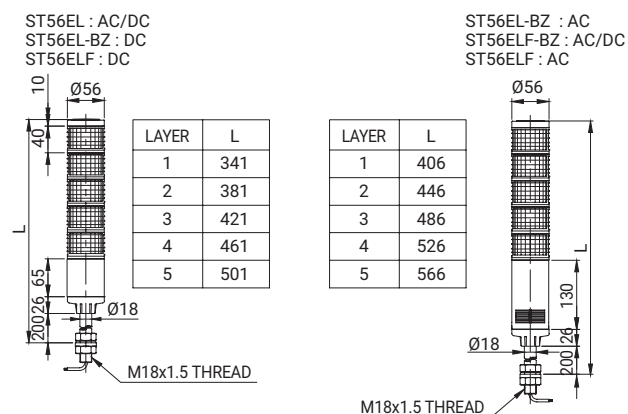 ST56EL : AC/DC
ST56EL-BZ : DC
ST56ELF : DC
10
Ø56
40
L
65
26
200
Ø18
M18x1.5 THREAD
LAYER L
1 341
2 381
3 421
4 461
5 501
ST56EL-BZ : AC
ST56ELF-BZ : AC/DC
ST56ELF : AC
LAYER L
1 406
2 446
3 486
4 526
5 566
Ø56
L
130
26
200
Ø18
M18x1.5 THREAD